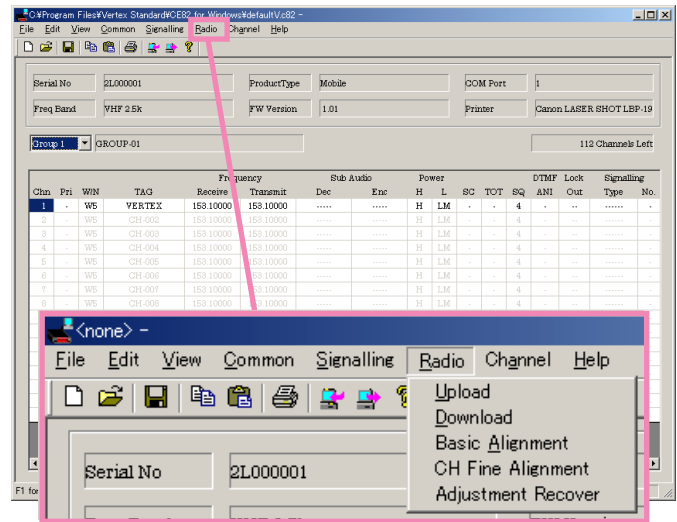 C:¥Program Files¥Vertex Standard¥CE82 for Windows¥defaultV.c82 -
File Edit View Common Signalling Radio Channel Help
Serial No 2L000001 ProductType Mobile COM Port 1
Freq Band VHF 2.5k FW Version 1.01 Printer Canon LASER SHOT LBP-19
Group 1 GROUP-01 112 Channels Left
Frequency Sub Audio Power DTMF Lock Signalling
Chn Pri W/N TAG Receive Transmit Dec Enc H L SC TOT SQ ANI Out Type No.
1 - W5 VERTEX 153.10000 153.10000 ----- ----- H LM - - 4 - -- ------ -
2 - W5 CH-002 153.10000 153.10000 ----- ----- H LM - - 4 - -- ------ -
3 - W5 CH-003 153.10000 153.10000 ----- ----- H LM - - 4 - -- ------ -
4 - W5 CH-004 153.10000 153.10000 ----- ----- H LM - - 4 - -- ------ -
5 - W5 CH-005 153.10000 153.10000 ----- ----- H LM - - 4 - -- ------ -
6 - W5 CH-006 153.10000 153.10000 ----- ----- H LM - - 4 - -- ------ -
7 - W5 CH-007 153.10000 153.10000 ----- ----- H LM - - 4 - -- ------ -
8 - W5 CH-008 153.10000 153.10000 ----- ----- H LM - - 4 - -- ------ -
<none> -
File Edit View Common Signalling Radio Channel Help
Upload
Download
Basic Alignment
CH Fine Alignment
Adjustment Recover
Serial No 2L000001
F1 for